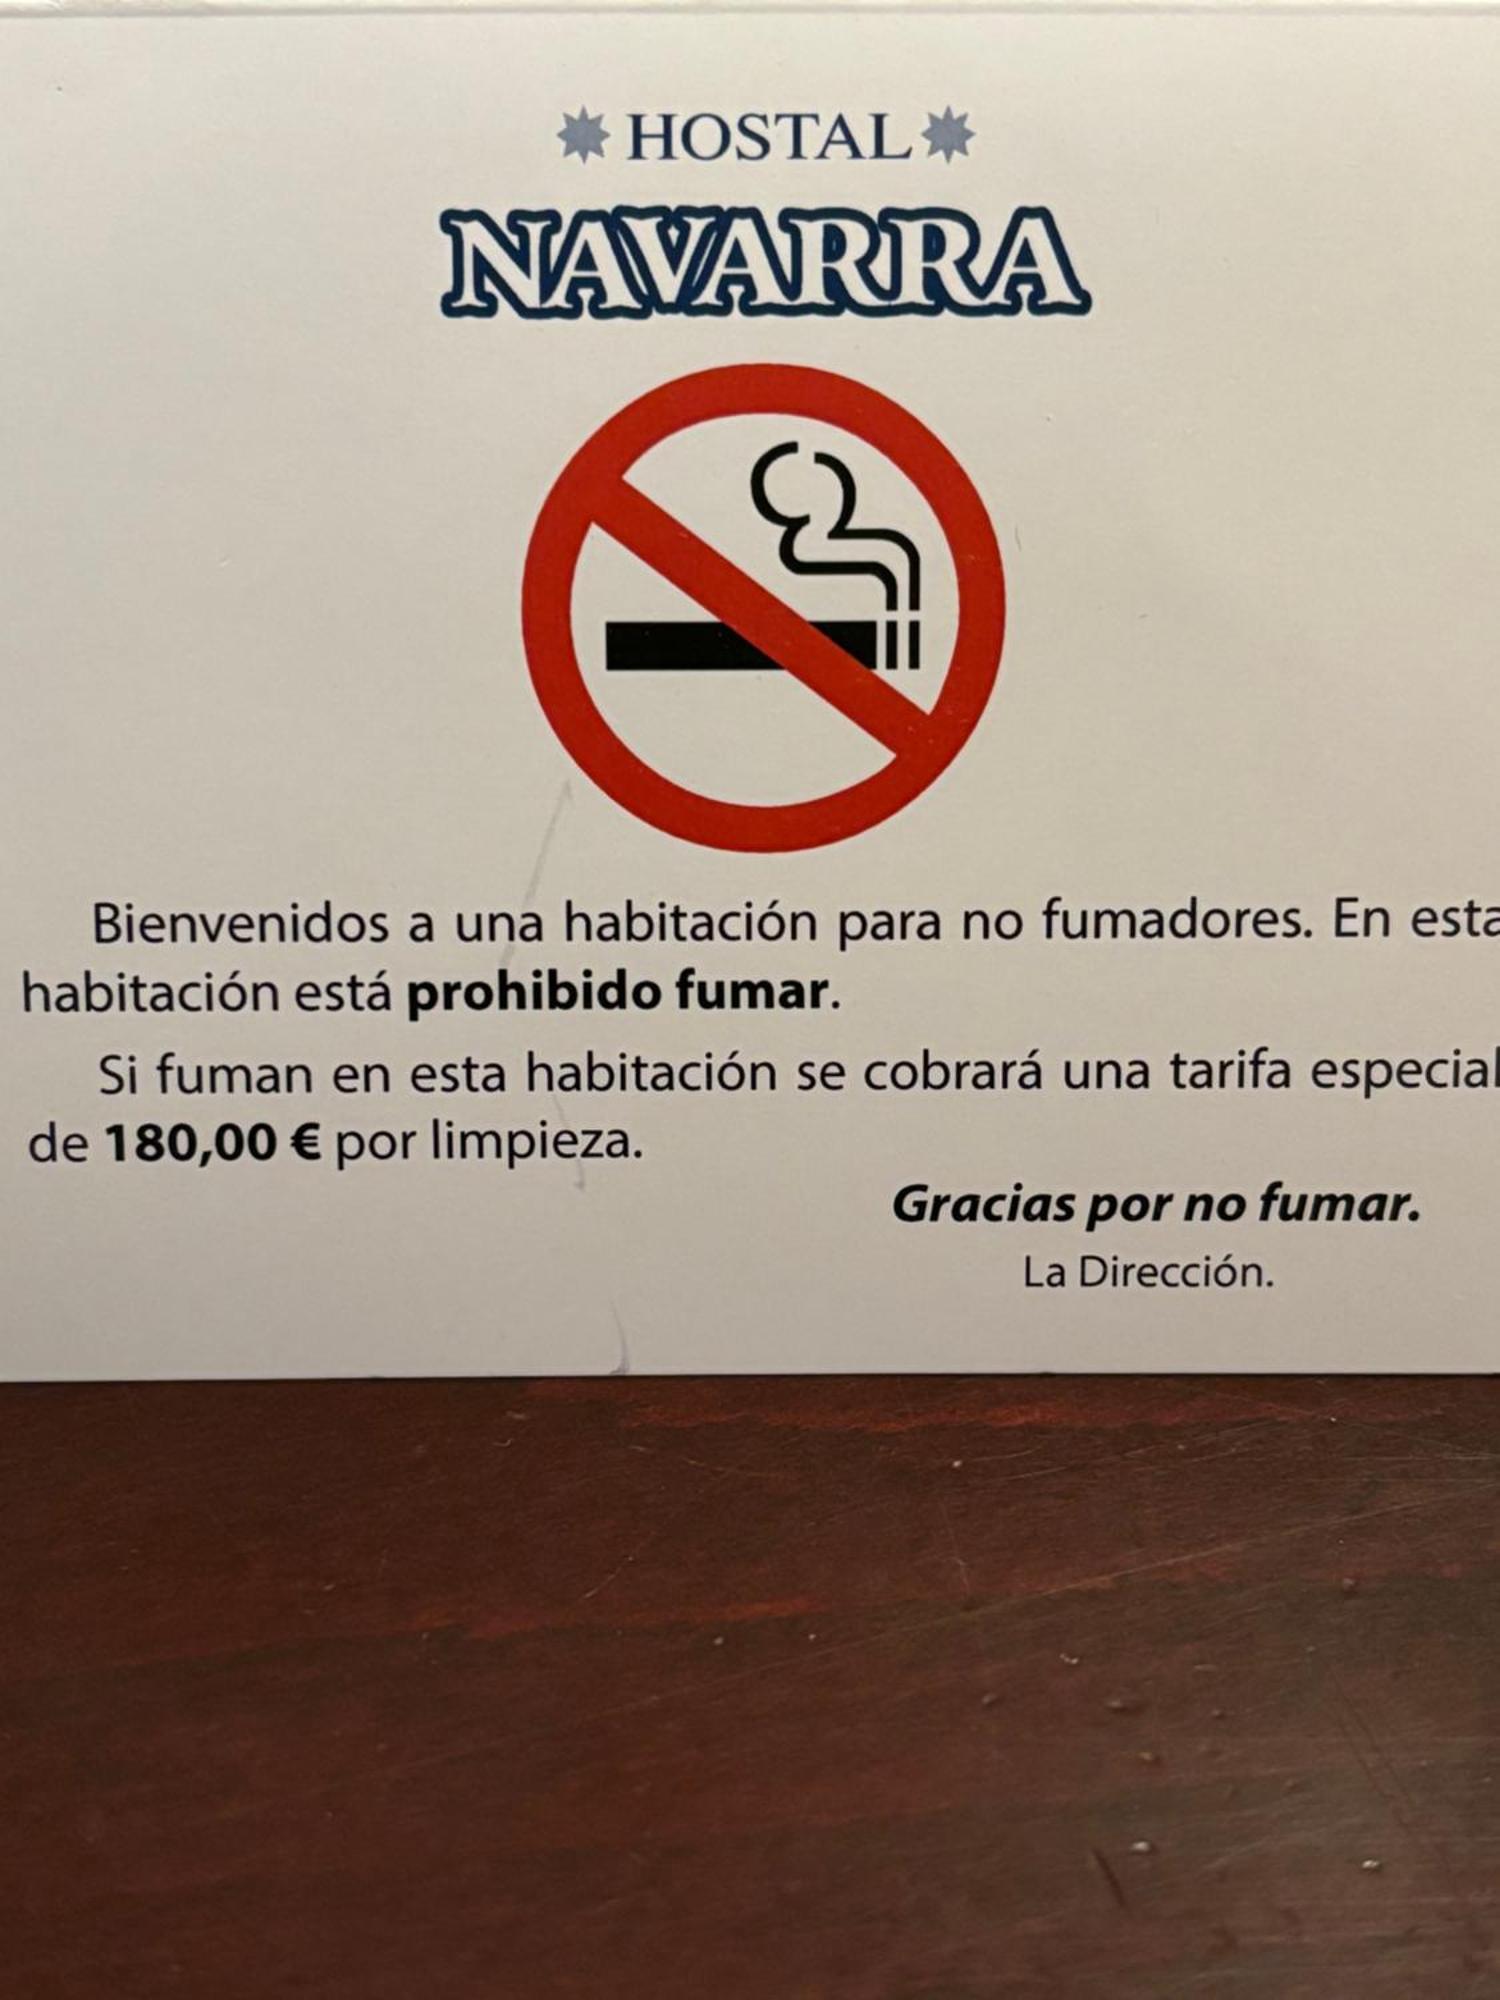 HOSTAL
NAVARRA
Bienvenidos a una habitación para no fumadores. En esta
habitación está prohibido fumar.
Si fuman en esta habitación se cobrará una tarifa especial
de 180,00 € por limpieza.
Gracias por no fumar.
La Dirección.